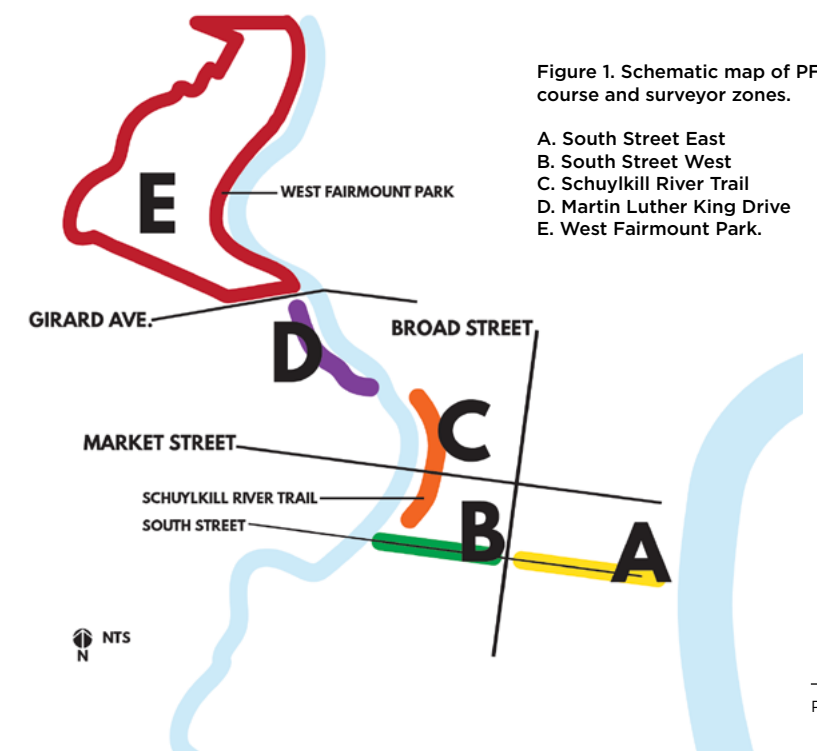 Figure 1. Schematic map of PF
course and surveyor zones.
A. South Street East
B. South Street West
C. Schuylkill River Trail
D. Martin Luther King Drive
E. West Fairmount Park.
E
WEST FAIRMOUNT PARK
GIRARD AVE.
D
BROAD STREET
C
MARKET STREET
SCHUYLKILL RIVER TRAIL
SOUTH STREET
B
A
NTS
N
P